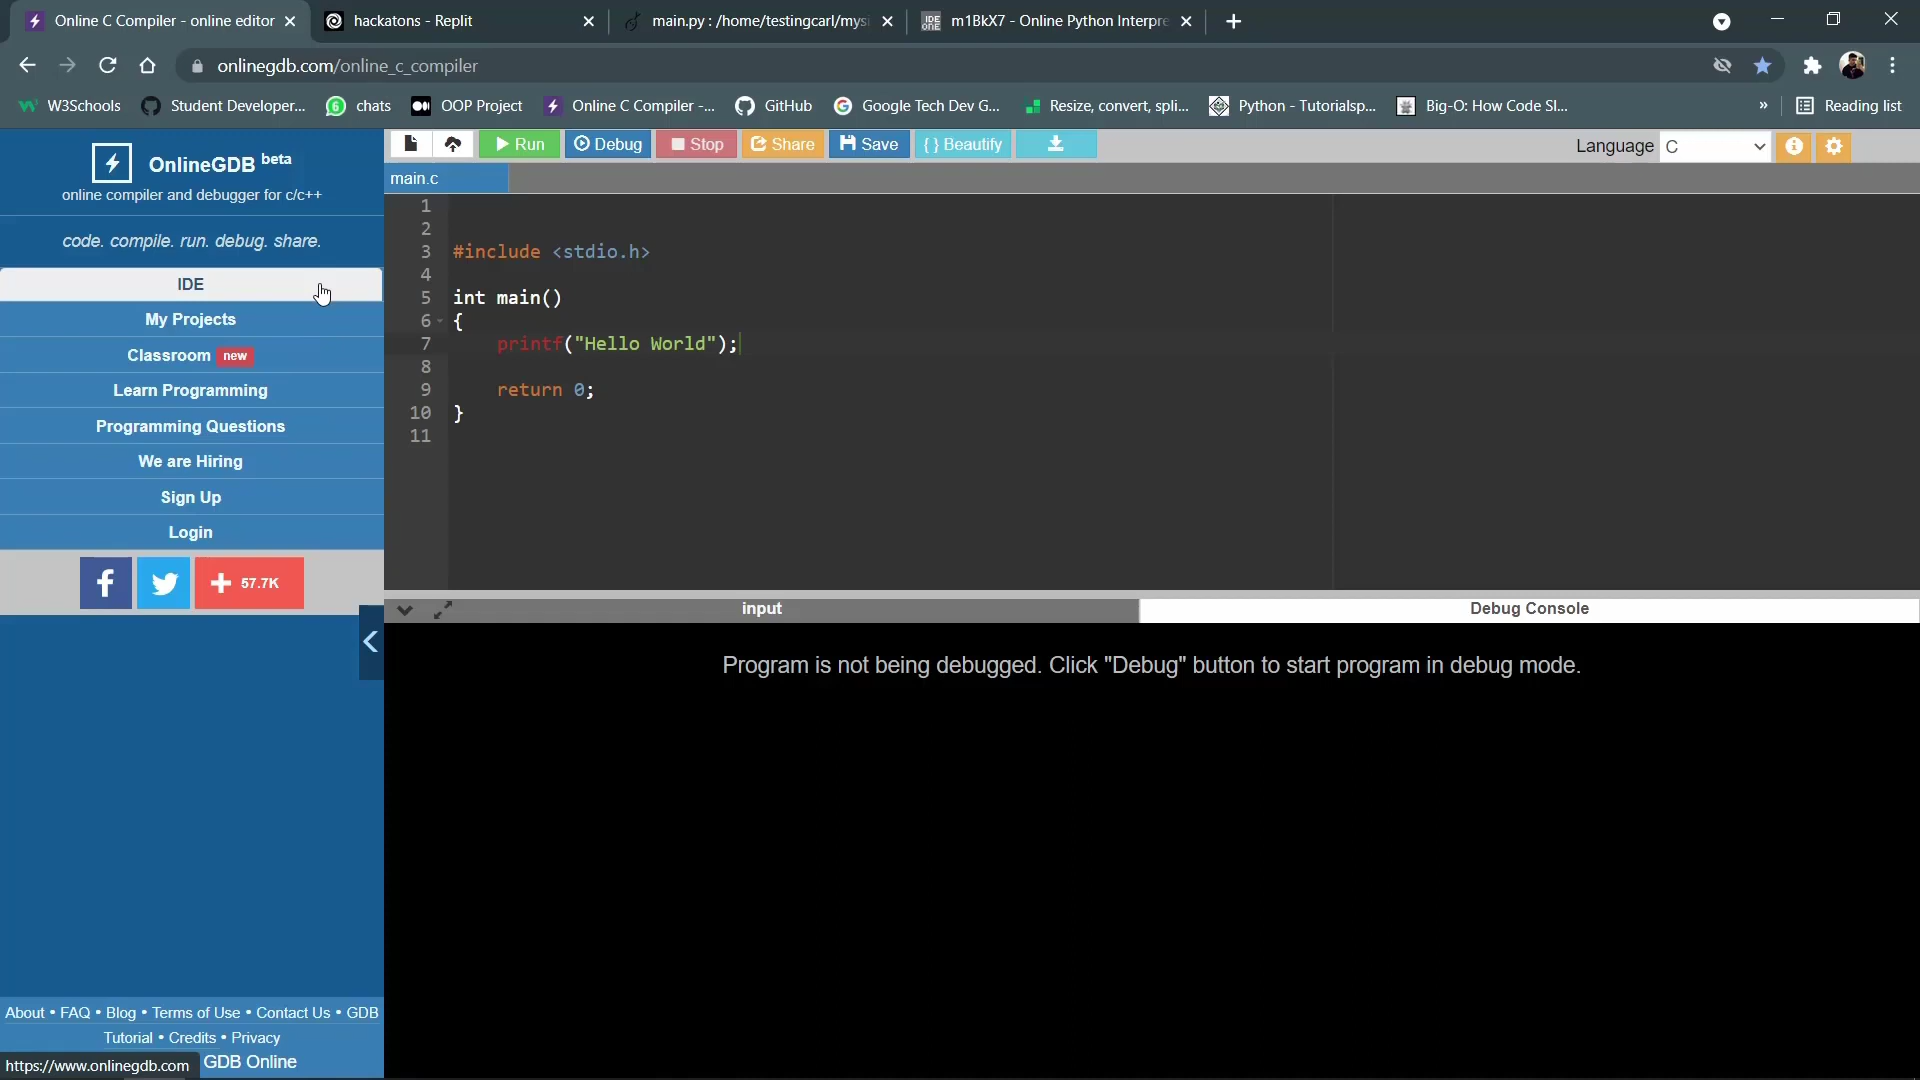 Online C Compiler - online editor
hackatons - Replit
main.py : /home/testingcarl/mysi
m1BkX7 - Online Python Interpre
onlinegdb.com/online_c_compiler
W3Schools
Student Developer...
chats
OOP Project
Online C Compiler -...
GitHub
Google Tech Dev G...
Resize, convert, spli...
Python - Tutorialsp...
Big-O: How Code Sl...
»
Reading list
OnlineGDB beta
online compiler and debugger for c/c++
code. compile. run. debug. share.
IDE
My Projects
Classroom new
Learn Programming
Programming Questions
We are Hiring
Sign Up
Login
f
+ 57.7K
About • FAQ • Blog • Terms of Use • Contact Us • GDB
Tutorial • Credits • Privacy
GDB Online
https://www.onlinegdb.com
Run
Debug
Stop
Share
Save
{ } Beautify
Language C
main.c
1
2
3 #include <stdio.h>
4
5 int main()
6 {
7 printf("Hello World");
8
9 return 0;
10 }
11
input
Debug Console
Program is not being debugged. Click "Debug" button to start program in debug mode.